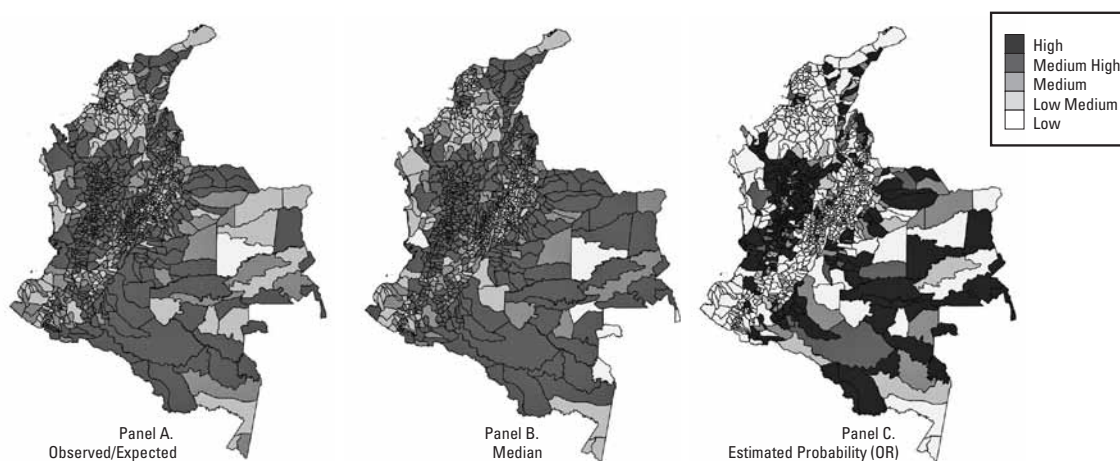 High
Medium High
Medium
Low Medium
Low
Panel A.
Observed/Expected
Panel B.
Median
Panel C.
Estimated Probability (OR)